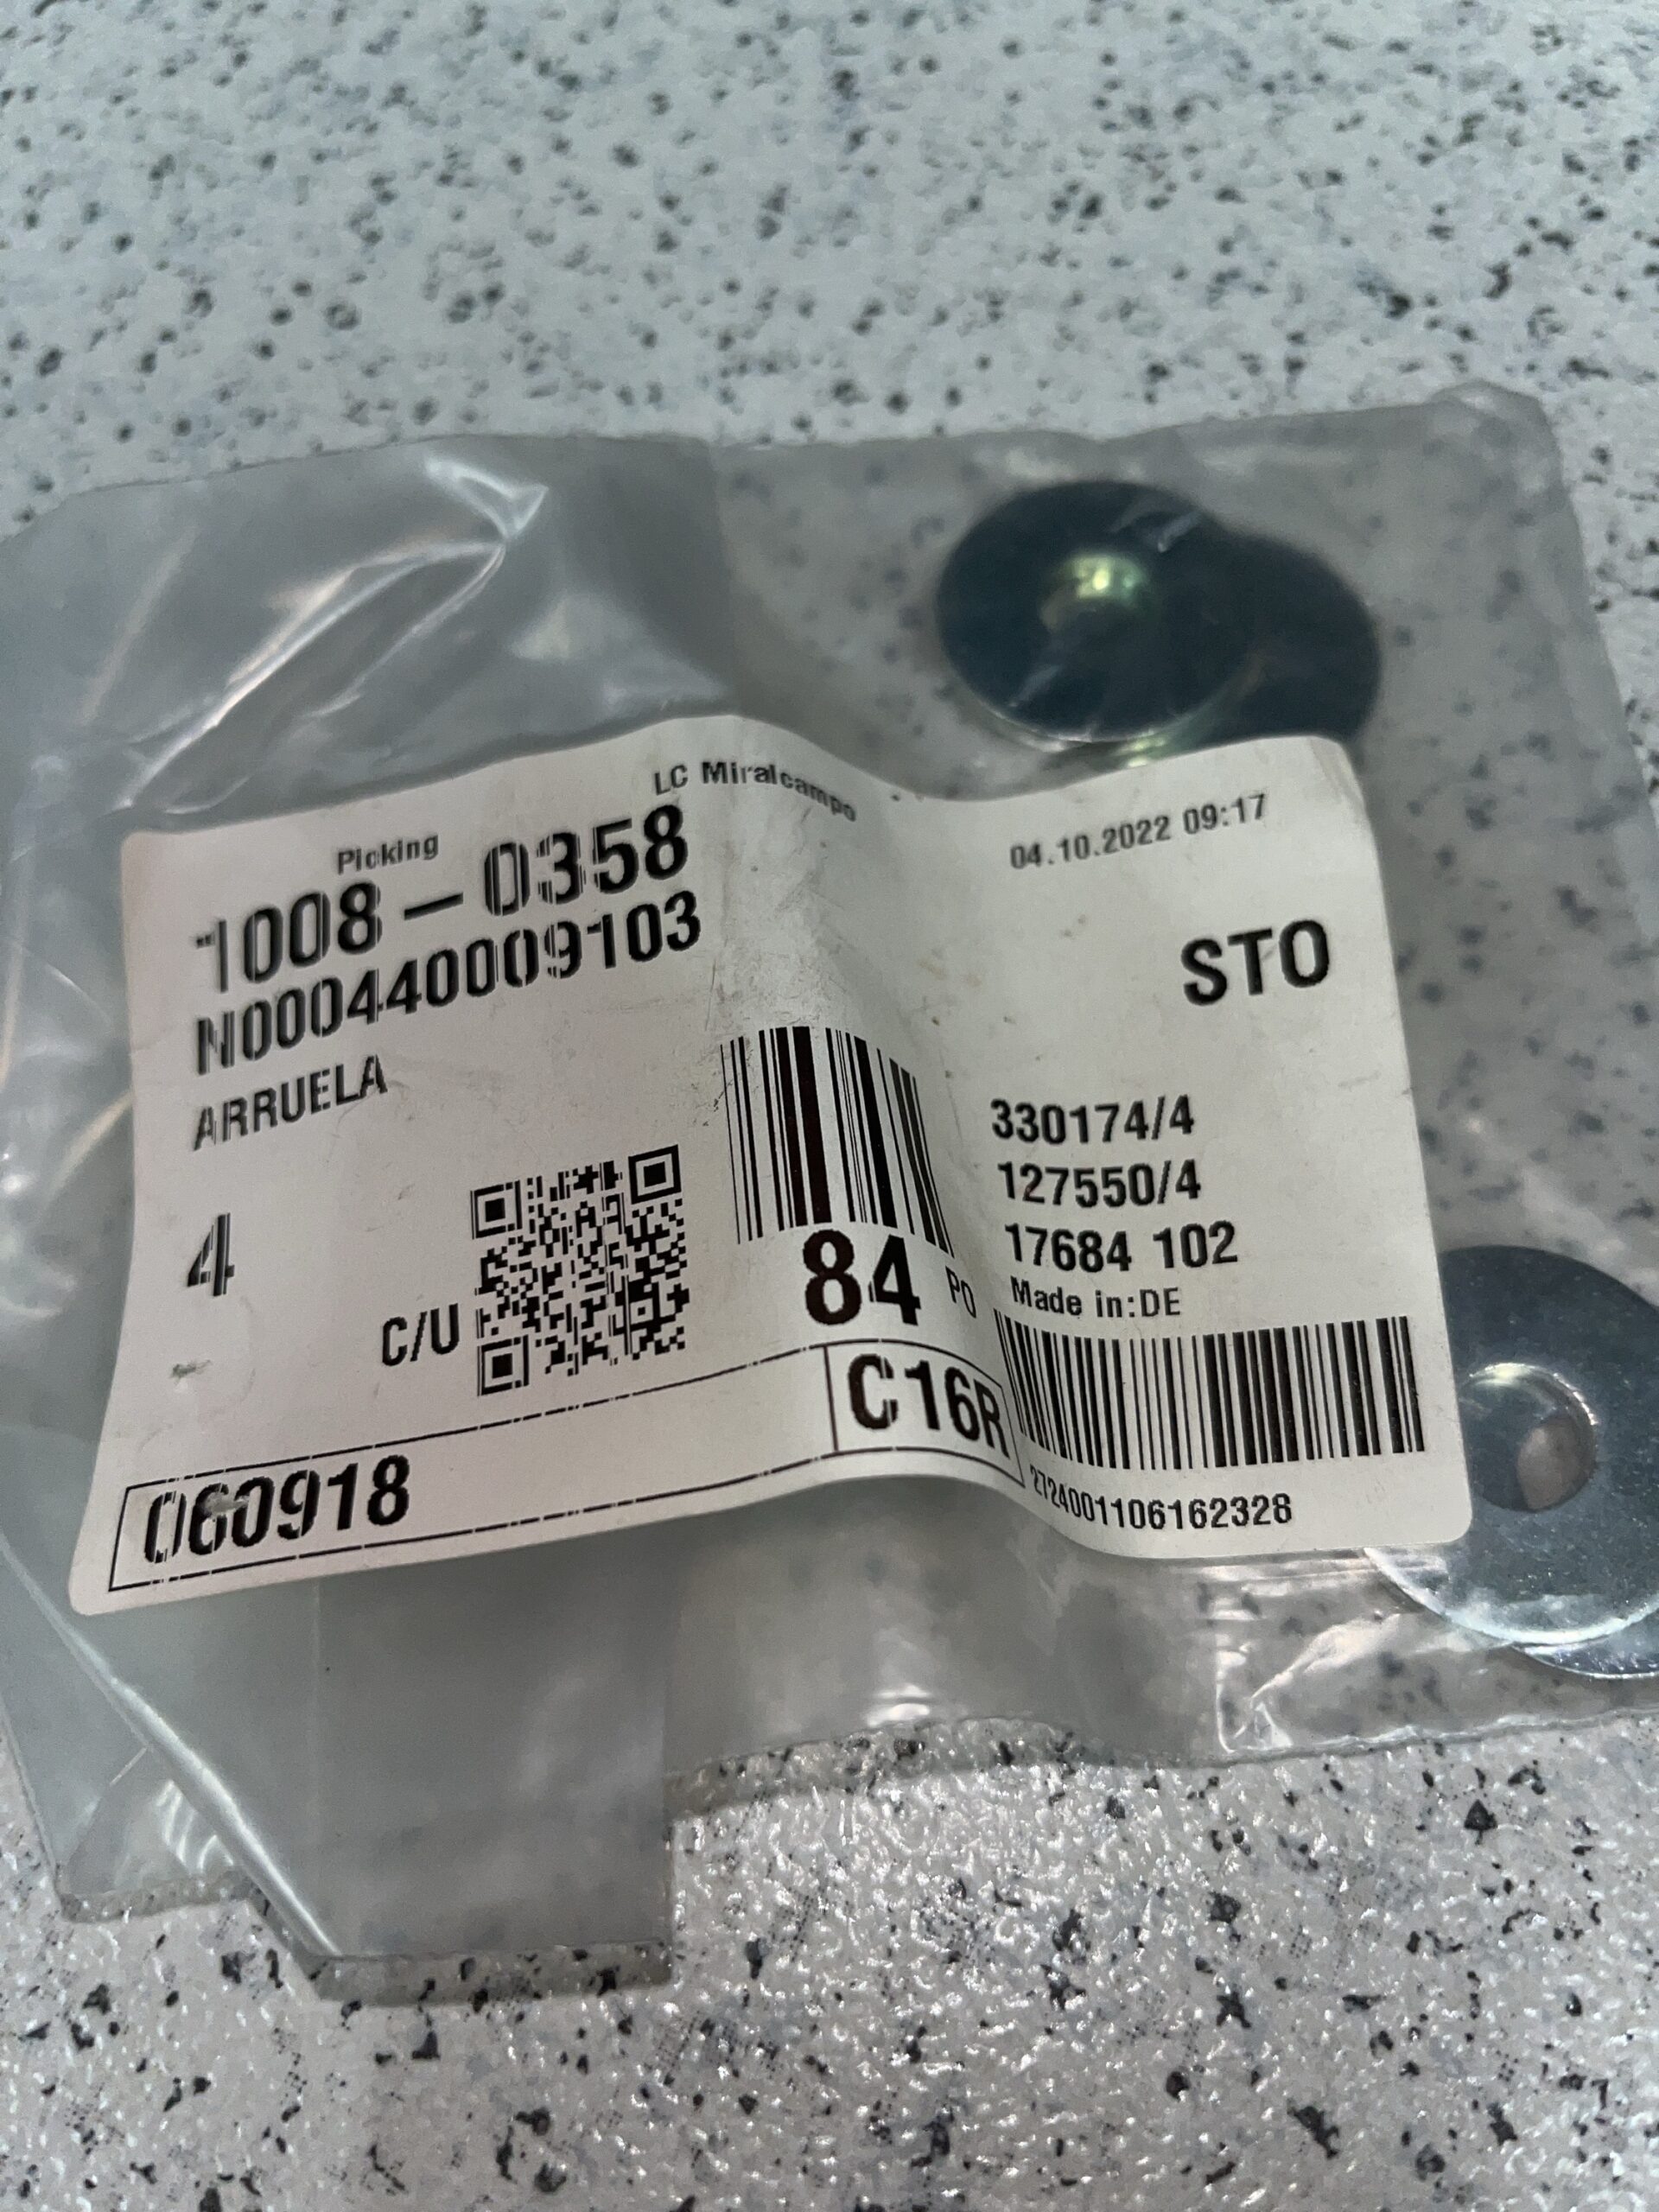 LC Miralcampo
Picking
04.10.2022 09:17
1008-0358
N000440009103
STO
ARRUELA
330174/4
127550/4
17684 102
4
C/U
84
PO
Made in:DE
C16R
060918
2724001106162328